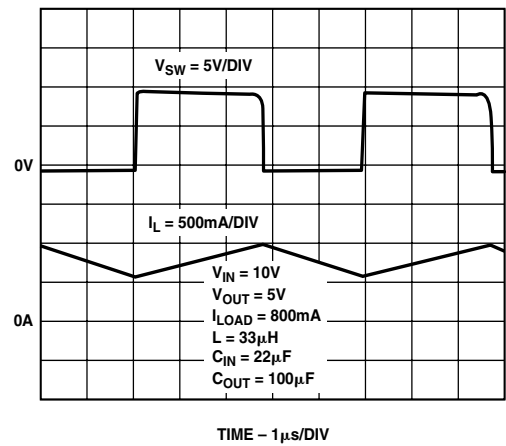 V_SW = 5V/DIV
0V
I_L = 500mA/DIV
V_IN = 10V
V_OUT = 5V
0A
I_LOAD = 800mA
L = 33μH
C_IN = 22μF
C_OUT = 100μF
TIME – 1μs/DIV